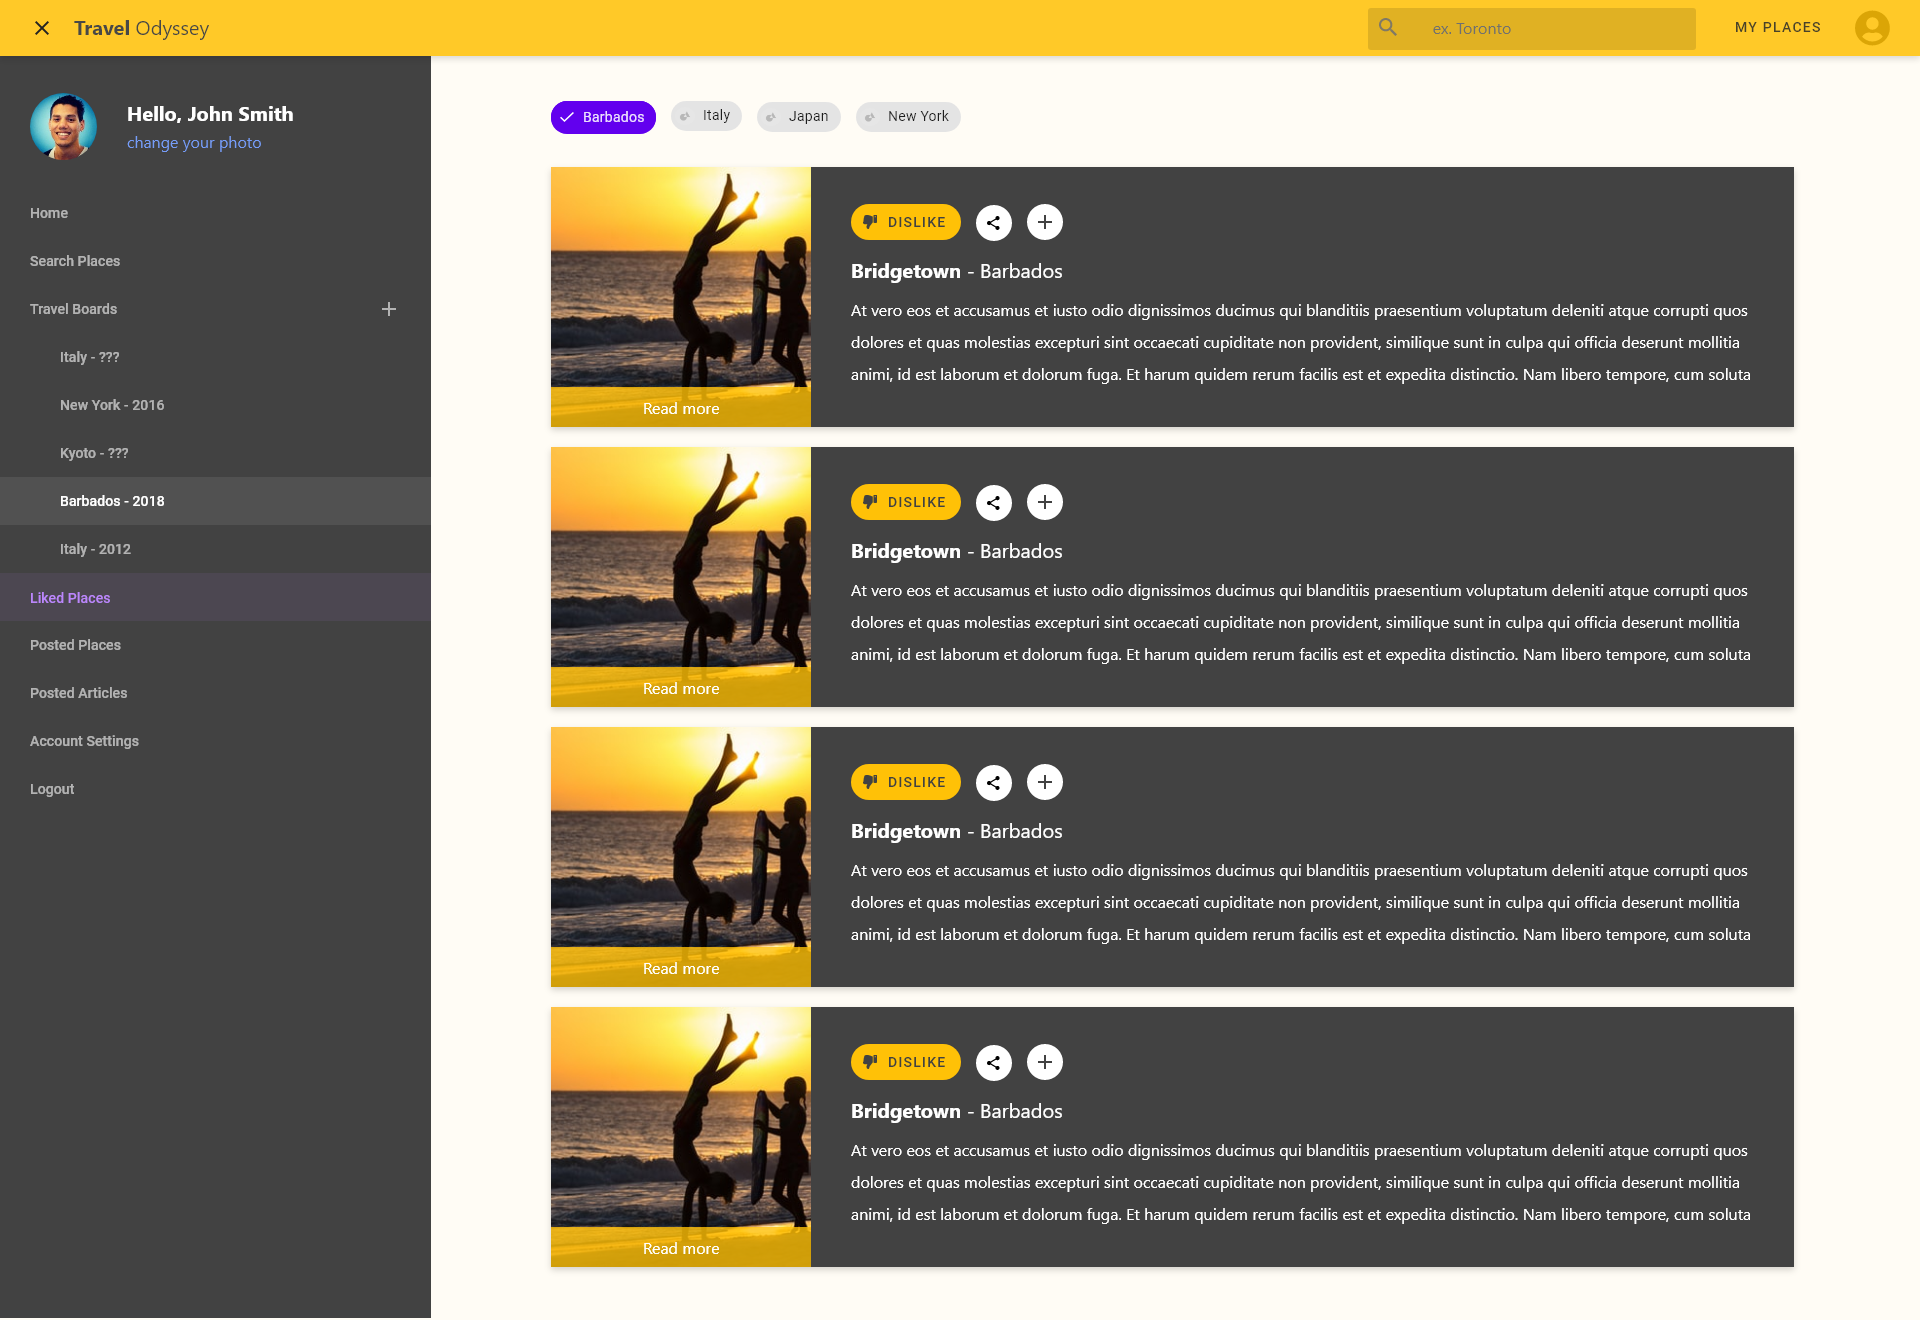 Travel Odyssey
ex. Toronto
MY PLACES
Hello, John Smith
change your photo
Home
Search Places
Travel Boards
Italy - ???
New York - 2016
Kyoto - ???
Barbados - 2018
Italy - 2012
Liked Places
Posted Places
Posted Articles
Account Settings
Logout
Barbados
Italy
Japan
New York
DISLIKE
Bridgetown - Barbados
At vero eos et accusamus et iusto odio dignissimos ducimus qui blanditiis praesentium voluptatum deleniti atque corrupti quos
dolores et quas molestias excepturi sint occaecati cupiditate non provident, similique sunt in culpa qui officia deserunt mollitia
animi, id est laborum et dolorum fuga. Et harum quidem rerum facilis est et expedita distinctio. Nam libero tempore, cum soluta
Read more
DISLIKE
Bridgetown - Barbados
At vero eos et accusamus et iusto odio dignissimos ducimus qui blanditiis praesentium voluptatum deleniti atque corrupti quos
dolores et quas molestias excepturi sint occaecati cupiditate non provident, similique sunt in culpa qui officia deserunt mollitia
animi, id est laborum et dolorum fuga. Et harum quidem rerum facilis est et expedita distinctio. Nam libero tempore, cum soluta
Read more
DISLIKE
Bridgetown - Barbados
At vero eos et accusamus et iusto odio dignissimos ducimus qui blanditiis praesentium voluptatum deleniti atque corrupti quos
dolores et quas molestias excepturi sint occaecati cupiditate non provident, similique sunt in culpa qui officia deserunt mollitia
animi, id est laborum et dolorum fuga. Et harum quidem rerum facilis est et expedita distinctio. Nam libero tempore, cum soluta
Read more
DISLIKE
Bridgetown - Barbados
At vero eos et accusamus et iusto odio dignissimos ducimus qui blanditiis praesentium voluptatum deleniti atque corrupti quos
dolores et quas molestias excepturi sint occaecati cupiditate non provident, similique sunt in culpa qui officia deserunt mollitia
animi, id est laborum et dolorum fuga. Et harum quidem rerum facilis est et expedita distinctio. Nam libero tempore, cum soluta
Read more